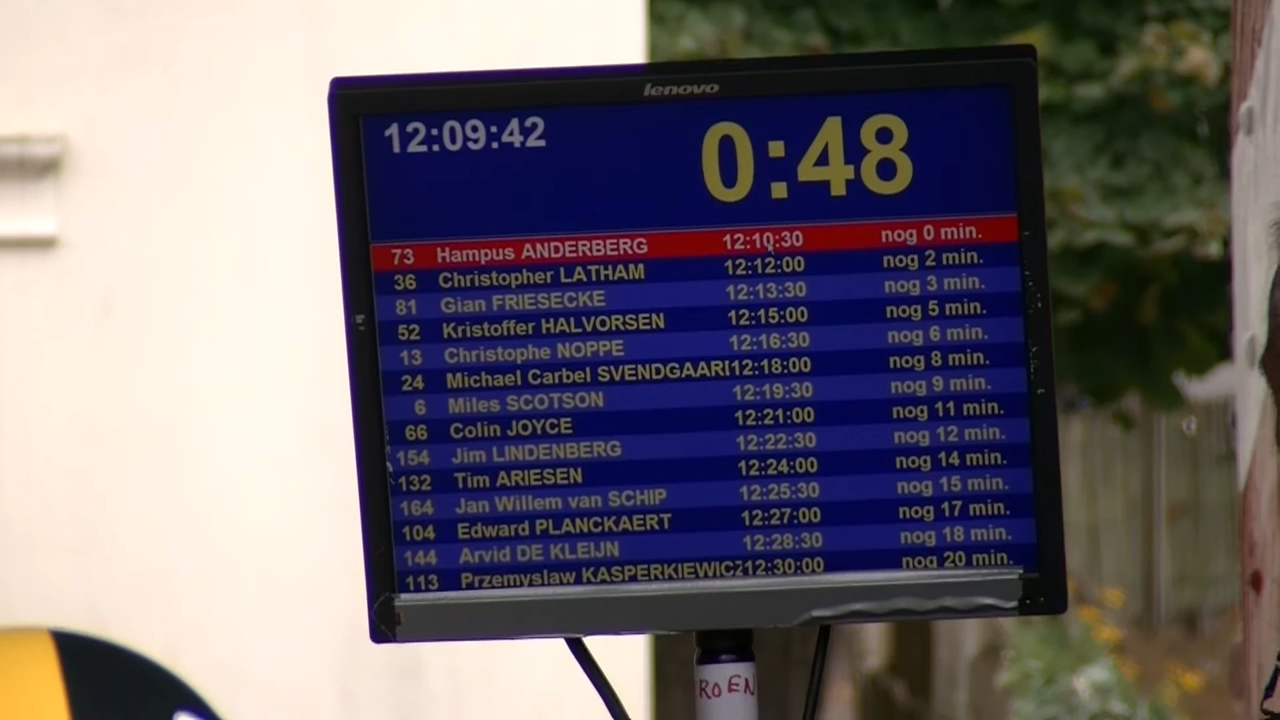 lenovo
12:09:42 0:48
73 Hampus ANDERBERG 12:10:30 nog 0 min.
36 Christopher LATHAM 12:12:00 nog 2 min.
81 Gian FRIESECKE 12:13:30 nog 3 min.
52 Kristoffer HALVORSEN 12:15:00 nog 5 min.
13 Christophe NOPPE 12:16:30 nog 6 min.
24 Michael Carbel SVENDGAARI 12:18:00 nog 8 min.
6 Miles SCOTSON 12:19:30 nog 9 min.
66 Colin JOYCE 12:21:00 nog 11 min.
154 Jim LINDENBERG 12:22:30 nog 12 min.
132 Tim ARIESEN 12:24:00 nog 14 min.
164 Jan Willem van SCHIP 12:25:30 nog 15 min.
104 Edward PLANCKAERT 12:27:00 nog 17 min.
144 Arvid DE KLEIJN 12:28:30 nog 18 min.
113 Przemyslaw KASPERKIEWICZ 12:30:00 nog 20 min.
ROEN